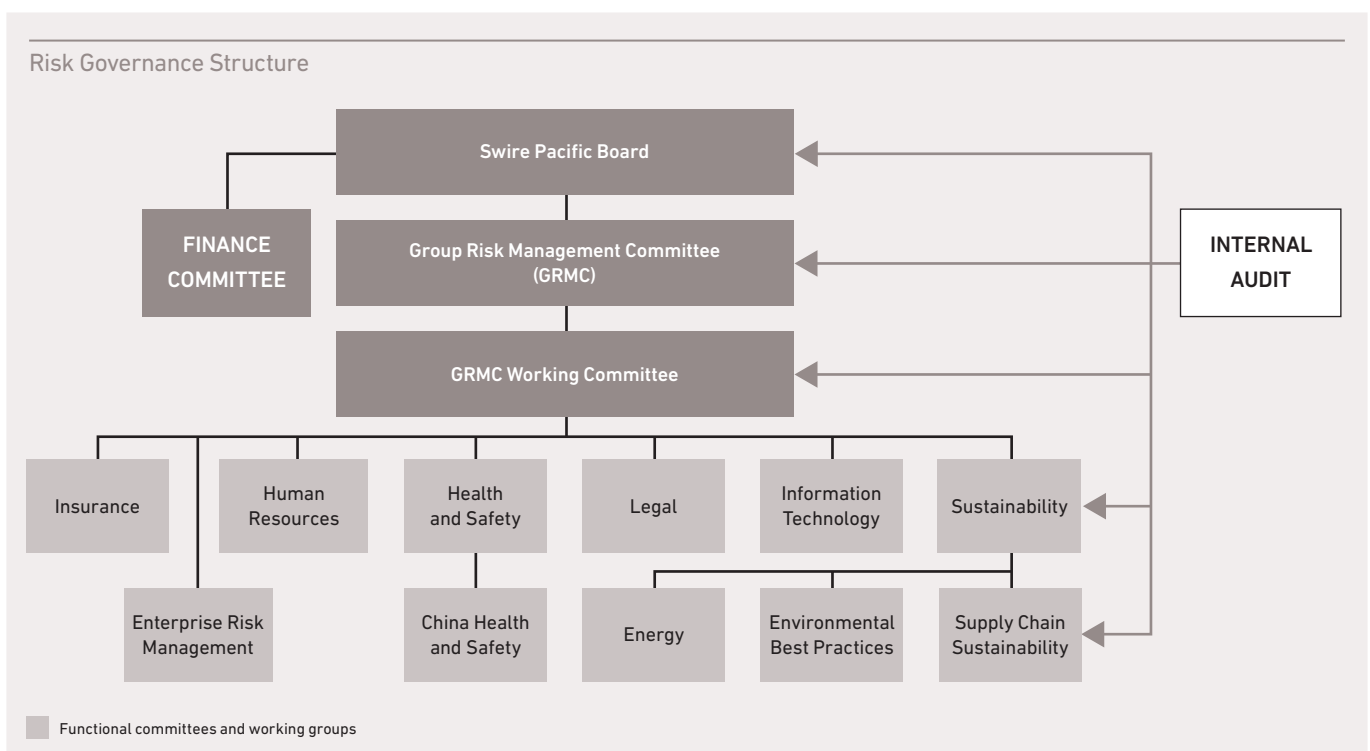 Risk Governance Structure
Swire Pacific Board
FINANCE
COMMITTEE
Group Risk Management Committee
(GRMC)
INTERNAL
AUDIT
GRMC Working Committee
Insurance
Human
Resources
Health
and Safety
Legal
Information
Technology
Sustainability
Enterprise Risk
Management
China Health
and Safety
Energy
Environmental
Best Practices
Supply Chain
Sustainability
Functional committees and working groups